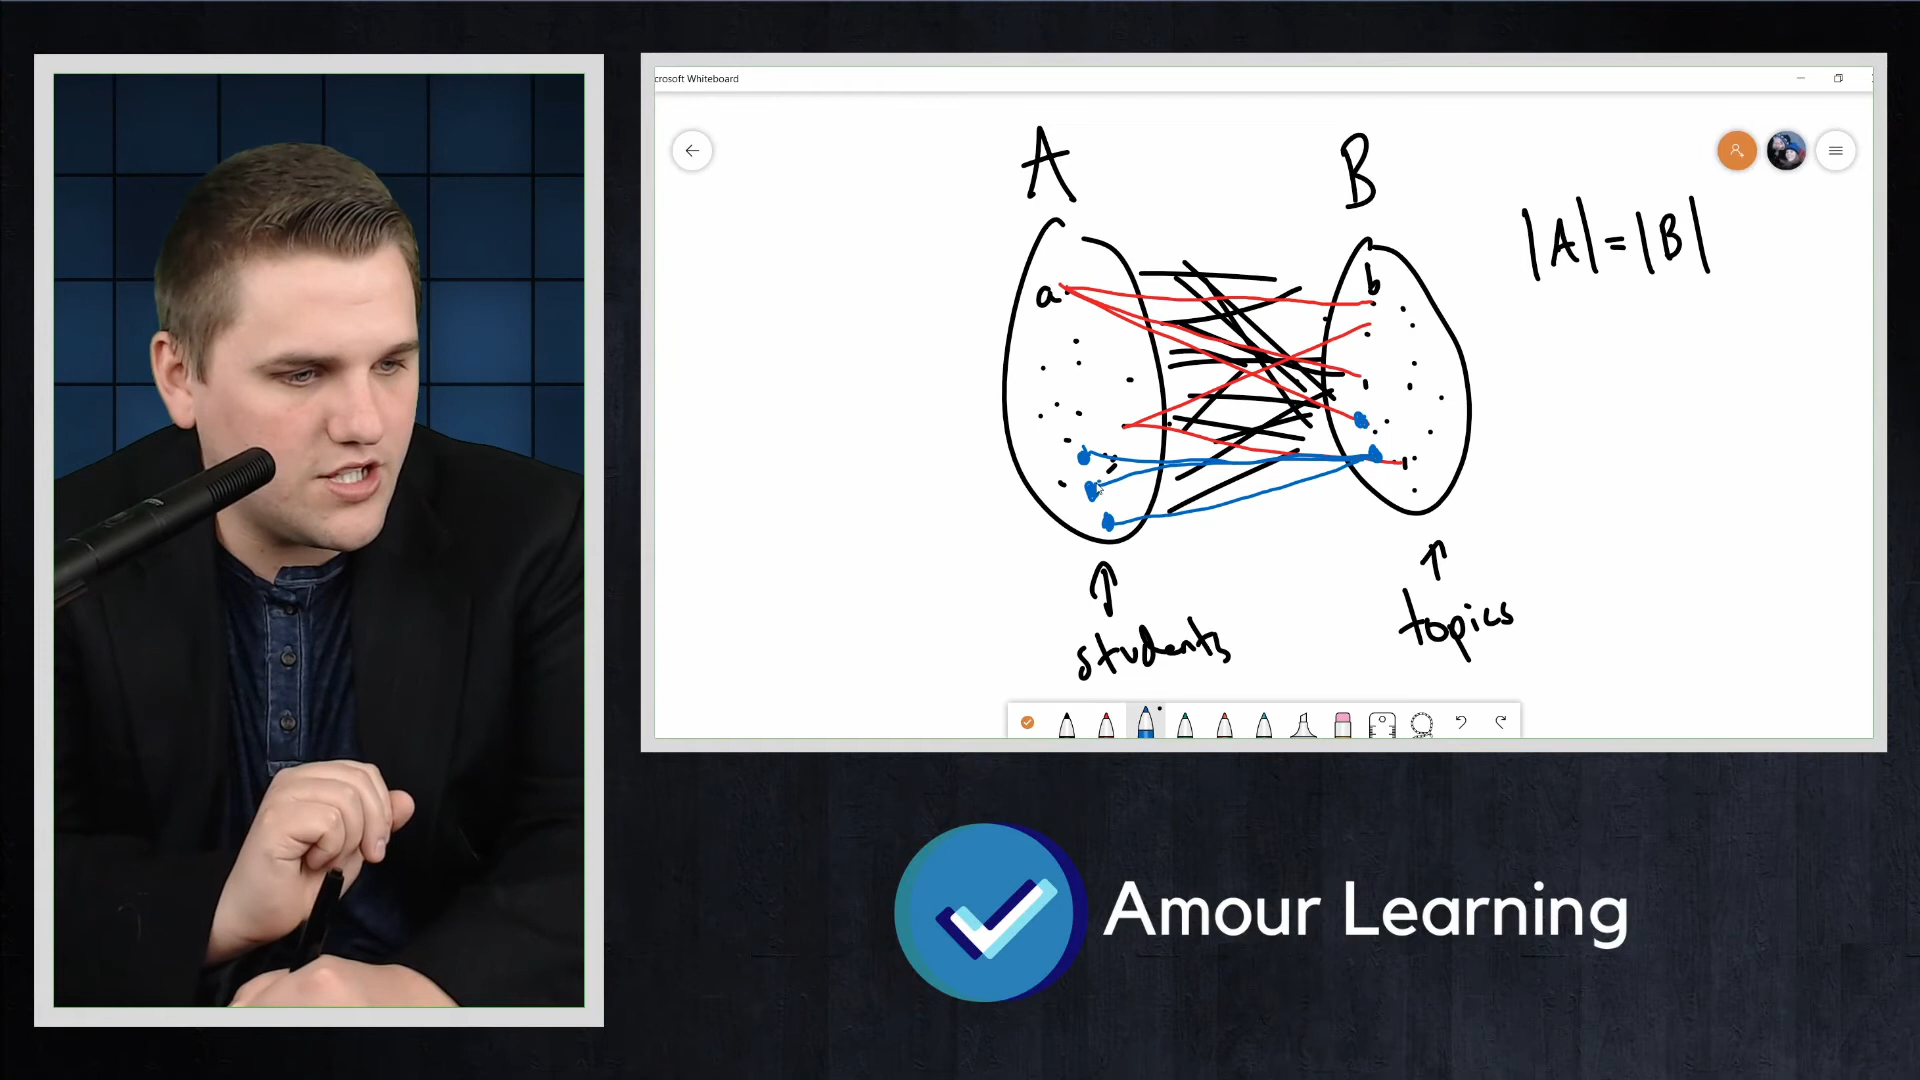 crosoft Whiteboard
A B
|A| = |B|
a b
students
topics
Amour Learning